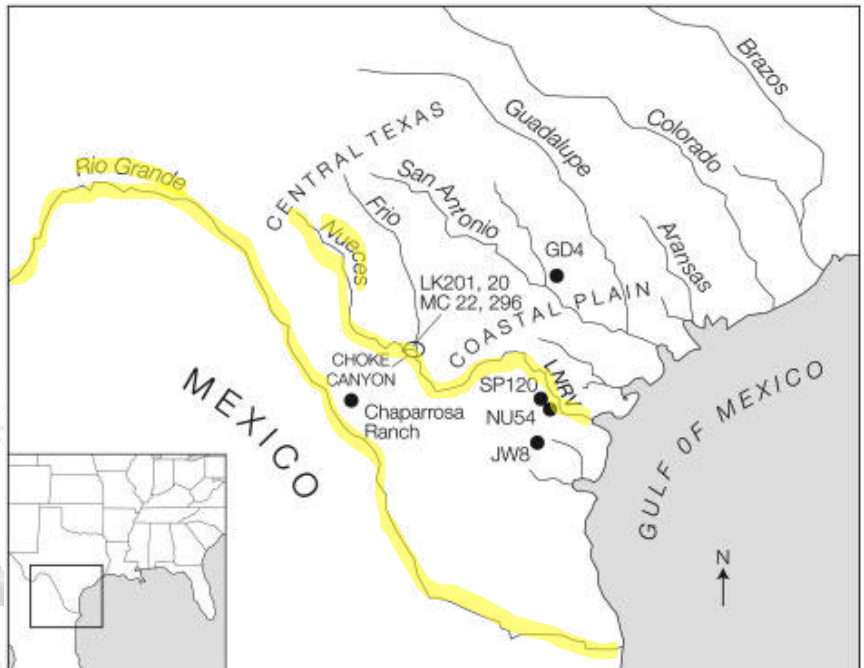 Brazos
Colorado
Guadalupe
CENTRAL TEXAS
San Antonio
Rio Grande
Frio
Nueces
Aransas
GD4
LK201, 20
MC 22, 296
COASTAL PLAIN
CHOKE
CANYON
LNRV
SP120
Chaparrosa
Ranch
NU54
JW8
MEXICO
GULF OF MEXICO
N